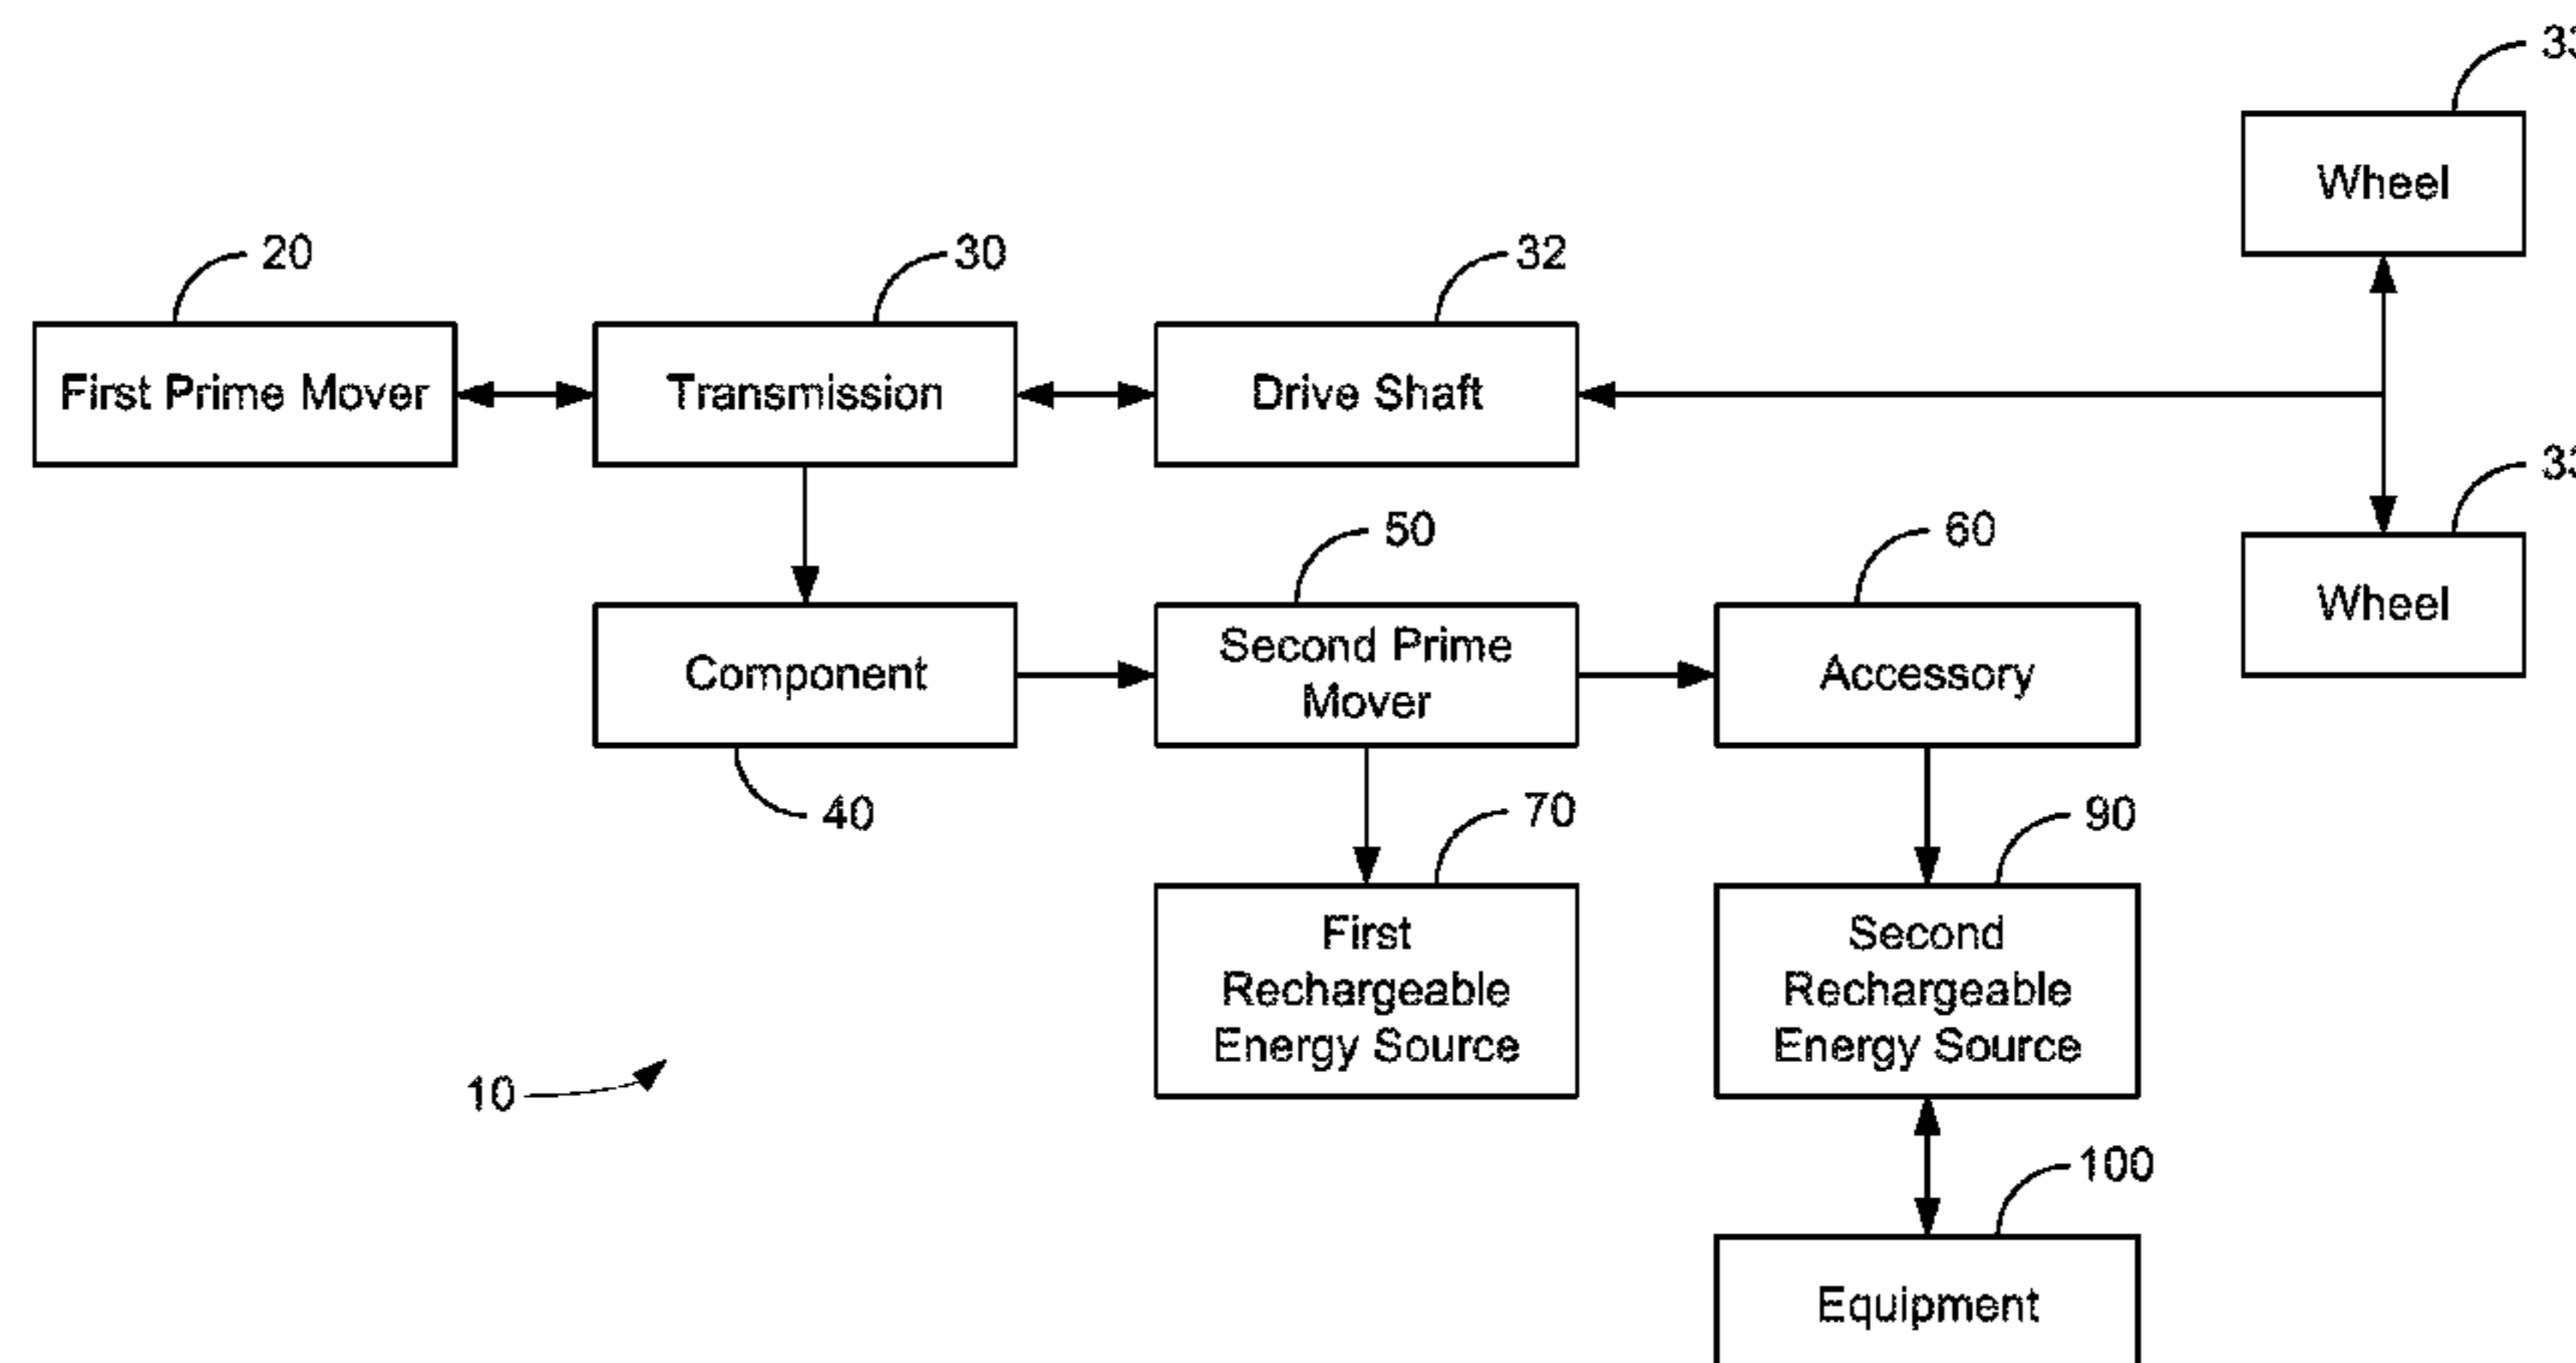 33
Wheel
20
30
32
First Prime Mover
Transmission
Drive Shaft
33
50
60
Wheel
Component
Second Prime
Mover
Accessory
40
70
90
First
Rechargeable
Energy Source
Second
Rechargeable
Energy Source
10
100
Equipment